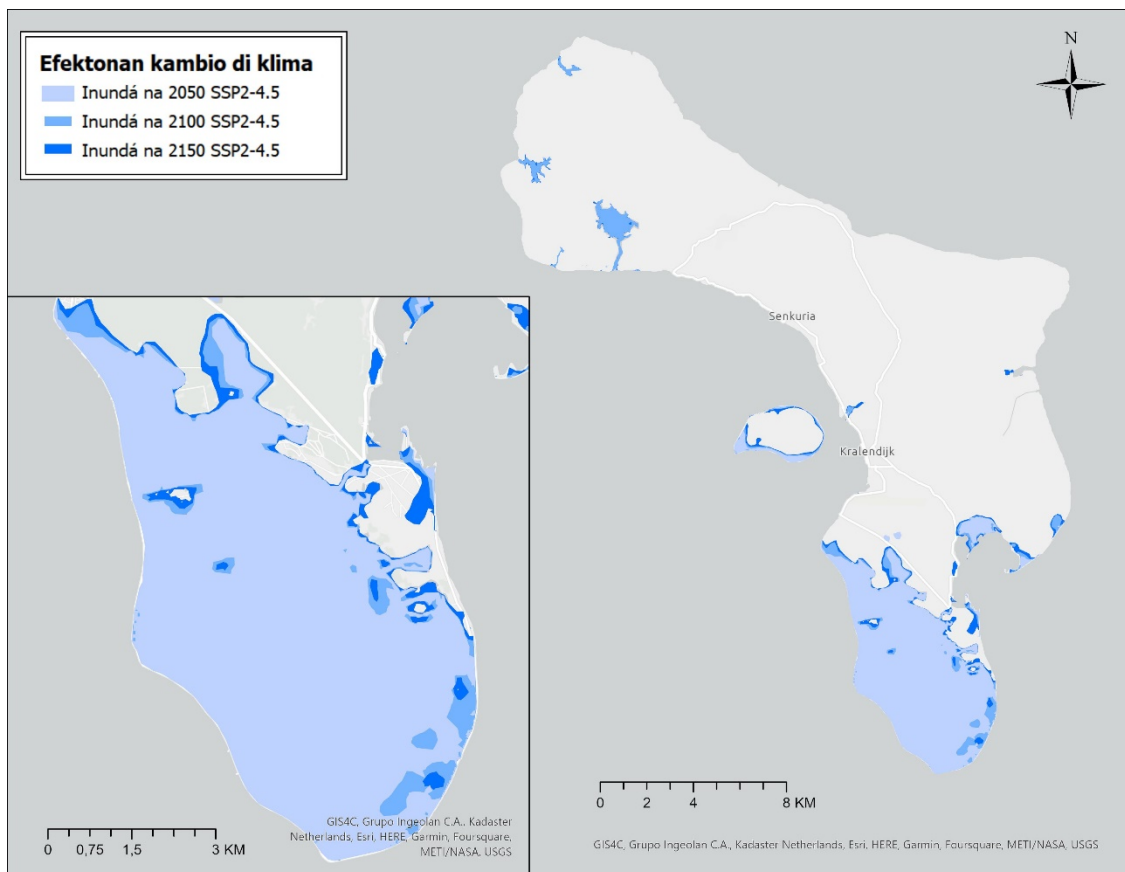 Efektonan kambio di klima
Inundá na 2050 SSP2-4.5
Inundá na 2100 SSP2-4.5
Inundá na 2150 SSP2-4.5
N
Senkuria
Kralendijk
0 0,75 1,5 3 KM
GIS4C, Grupo Ingeolan C.A., Kadaster
Netherlands, Esri, HERE, Garmin, Foursquare,
METI/NASA, USGS
0 2 4 8 KM
GIS4C, Grupo Ingeolan C.A., Kadaster Netherlands, Esri, HERE, Garmin, Foursquare, METI/NASA, USGS